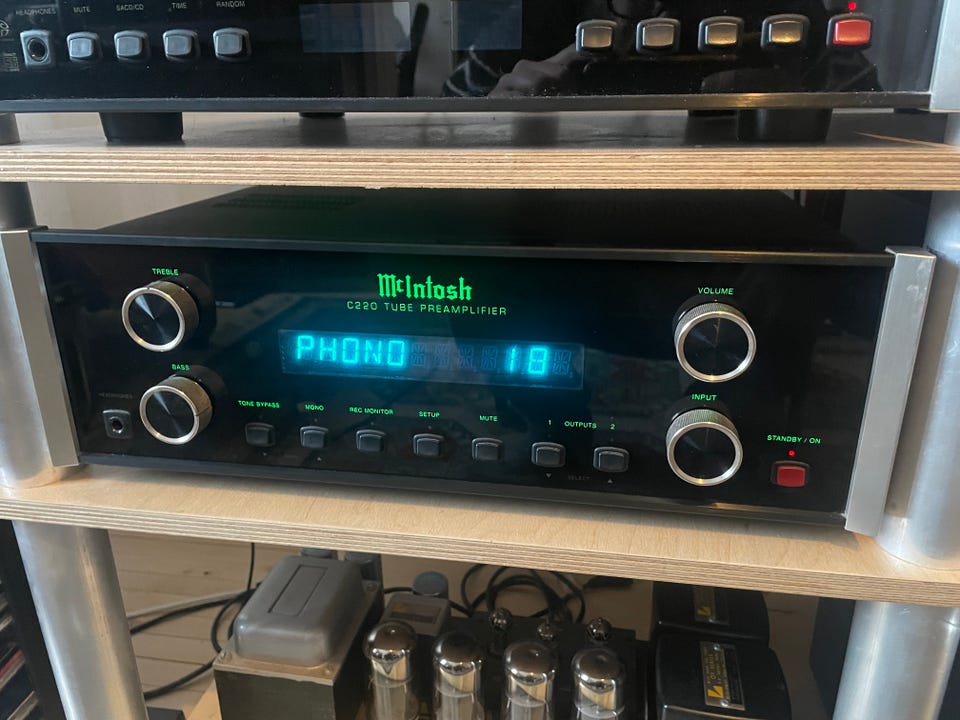 HEADPHONES
MUTE
SACD/CD
TIME
RANDOM
McIntosh
C220 TUBE PREAMPLIFIER
TREBLE
VOLUME
PHONO 18
BASS
INPUT
HEADPHONES
TONE BYPASS
MONO
REC MONITOR
SETUP
MUTE
1 OUTPUTS 2
STANDBY / ON
SELECT